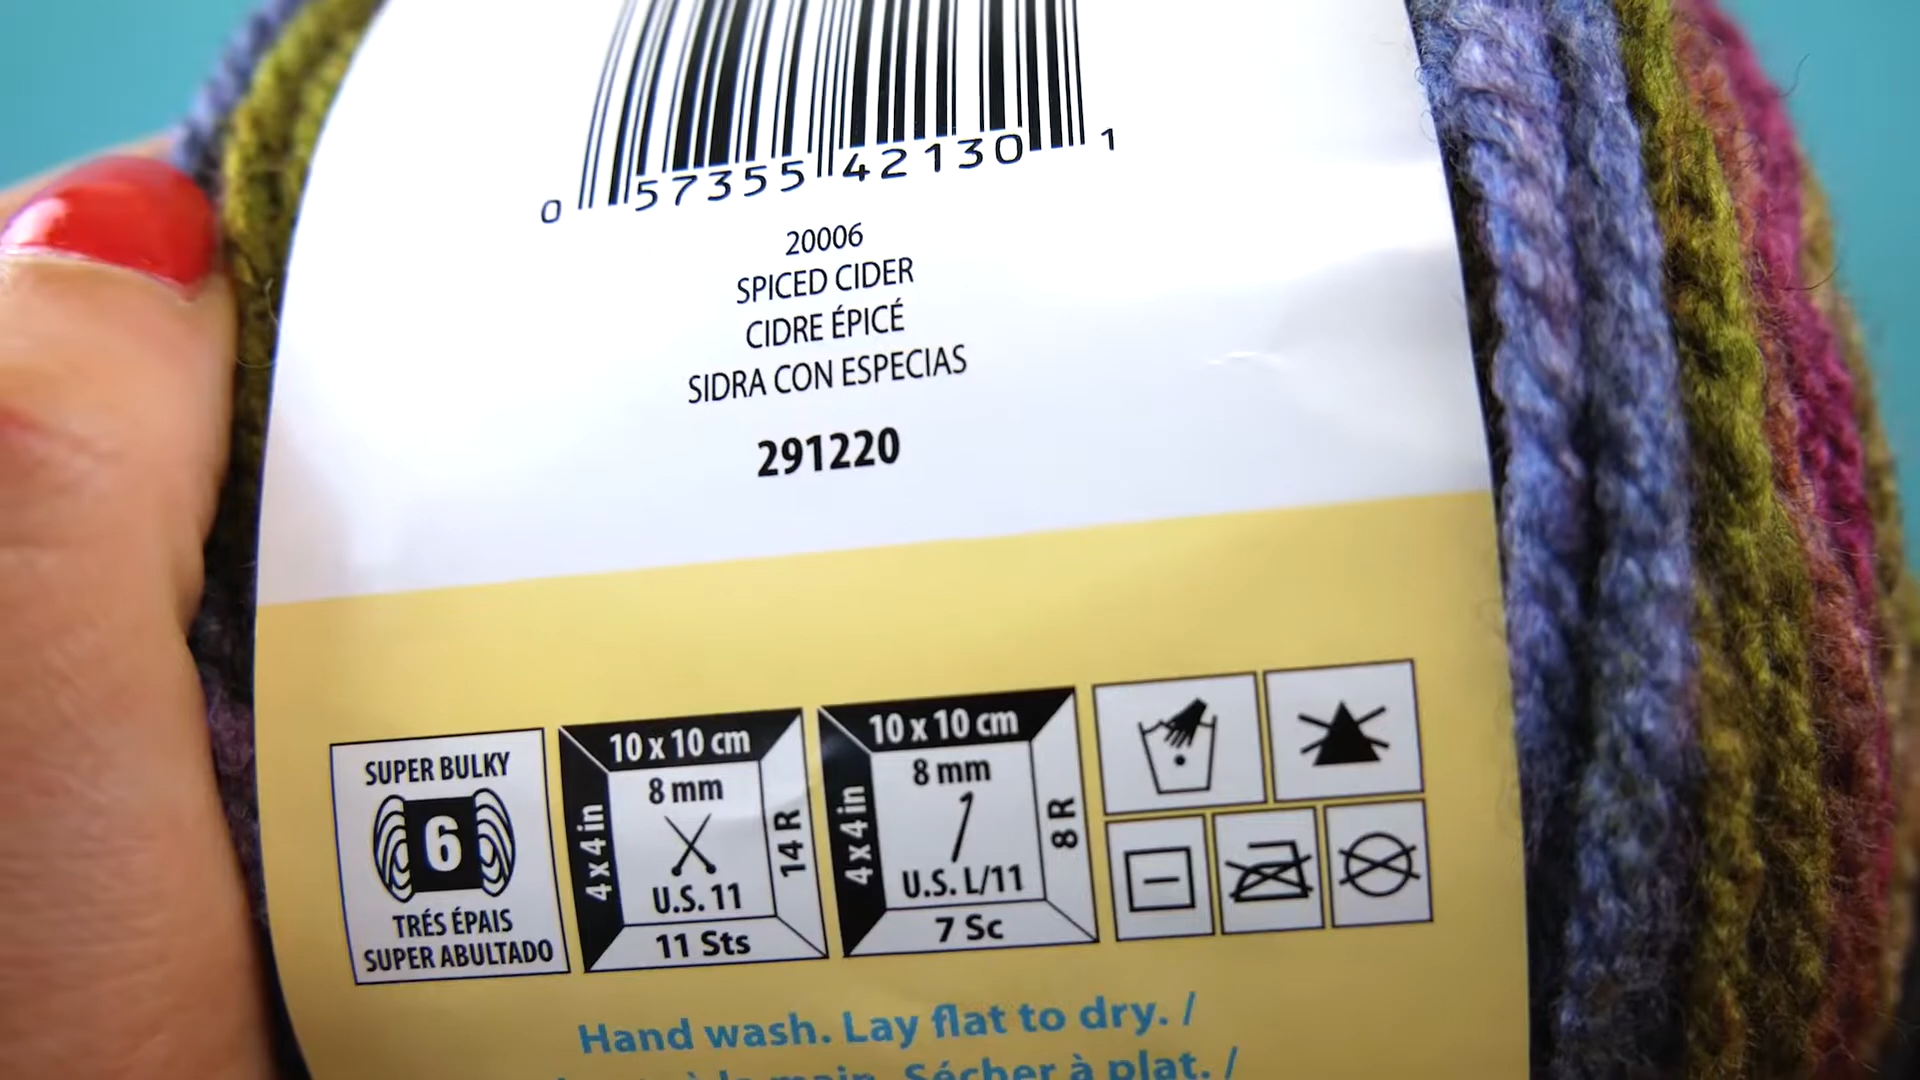 0 57355 42130 1
20006
SPICED CIDER
CIDRE ÉPICÉ
SIDRA CON ESPECIAS
291220
SUPER BULKY
6
TRÉS ÉPAIS
SUPER ABULTADO
10 x 10 cm
4 x 4 in
8 mm
U.S. 11
14 R
11 Sts
10 x 10 cm
4 x 4 in
8 mm
U.S. L/11
8 R
7 Sc
Hand wash. Lay flat to dry. /
à la main. Sécher à plat. /